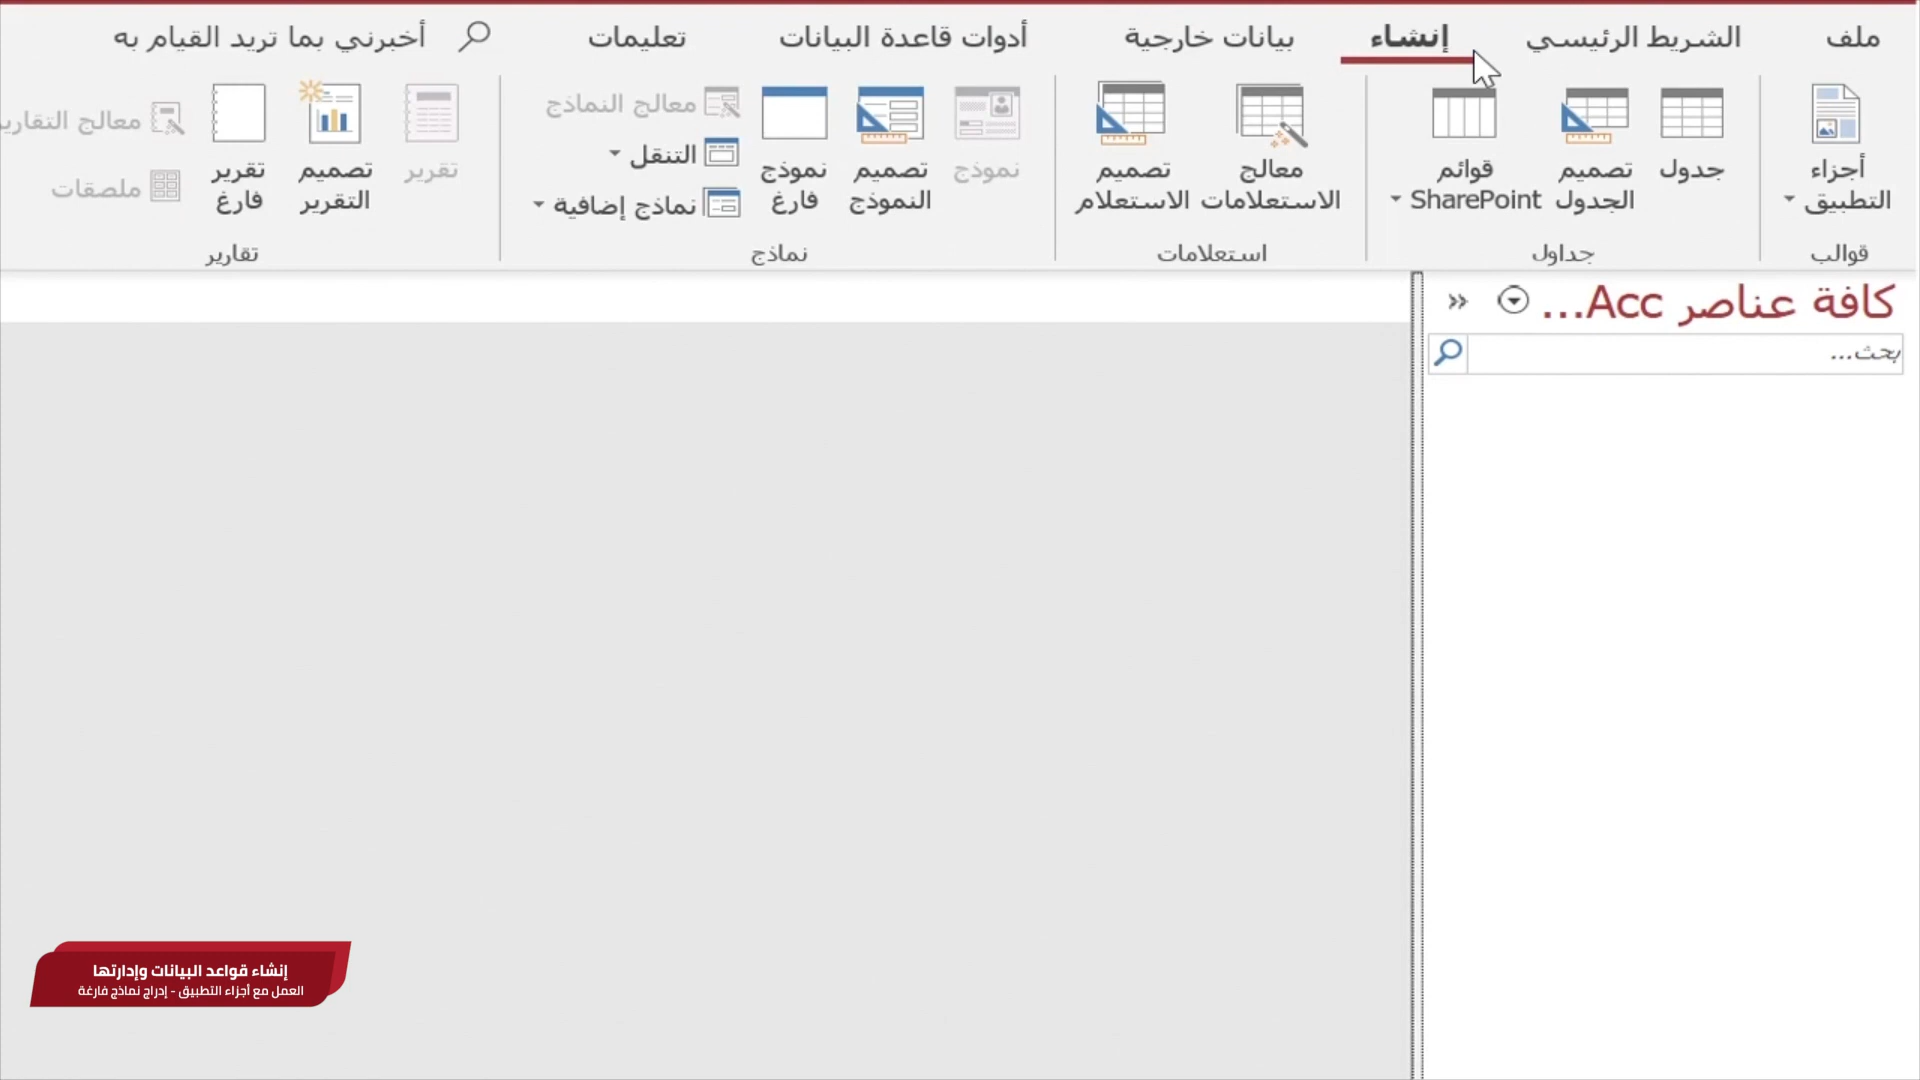 ملف
الشريط الرئيسي
إنشاء
بيانات خارجية
أدوات قاعدة البيانات
تعليمات
أخبرني بما تريد القيام به
أجزاء
التطبيق
قوالب
جدول
تصميم
الجدول
قوائم
SharePoint
جداول
معالج
الاستعلامات
تصميم
الاستعلام
استعلامات
نموذج
تصميم
النموذج
نموذج
فارغ
معالج النماذج
التنقل
نماذج إضافية
نماذج
تقرير
تصميم
التقرير
تقرير
فارغ
معالج التقارير
ملصقات
تقارير
كافة عناصر Acc...
بحث...
إنشاء قواعد البيانات وإدارتها
العمل مع أجزاء التطبيق - إدراج نماذج فارغة